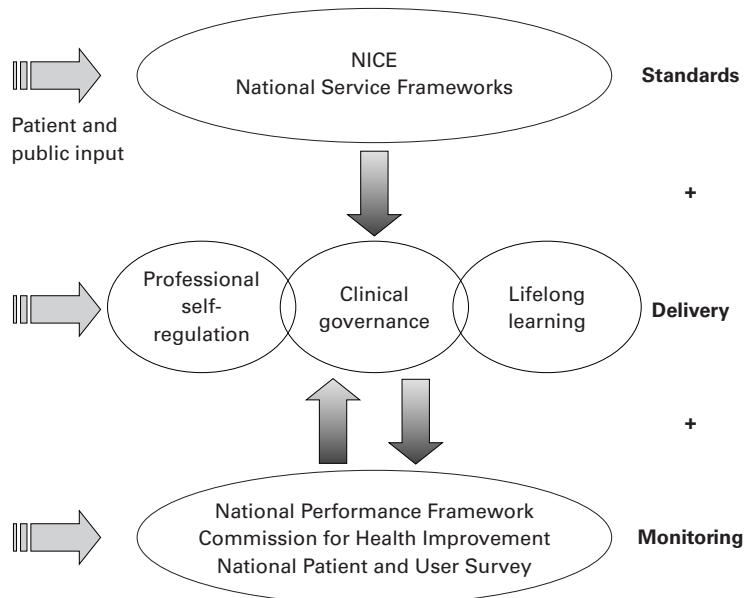 NICE
National Service Frameworks
Standards
Patient and
public input
+
Professional
self-
regulation
Clinical
governance
Lifelong
learning
Delivery
+
National Performance Framework
Commission for Health Improvement
National Patient and User Survey
Monitoring